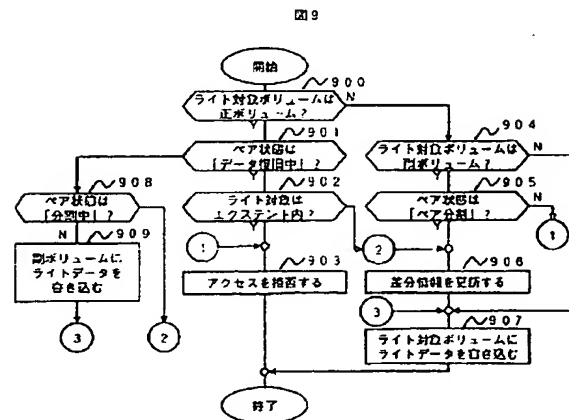 図9
開始
900
ライト対象ボリュームは
正ボリューム?
N
Y
901
ペア状態は
「データ復旧中」?
Y
904
ライト対象ボリュームは
副ボリューム?
N
Y
908
ペア状態は
「分割中」?
N
902
ライト対象は
エクステント内?
Y
905
ペア状態は
「ペア分割」?
N
Y
909
副ボリュームに
ライトデータを
書き込む
1
2
1
903
アクセスを拒否する
906
差分情報を更新する
3
2
3
907
ライト対象ボリュームに
ライトデータを書き込む
終了